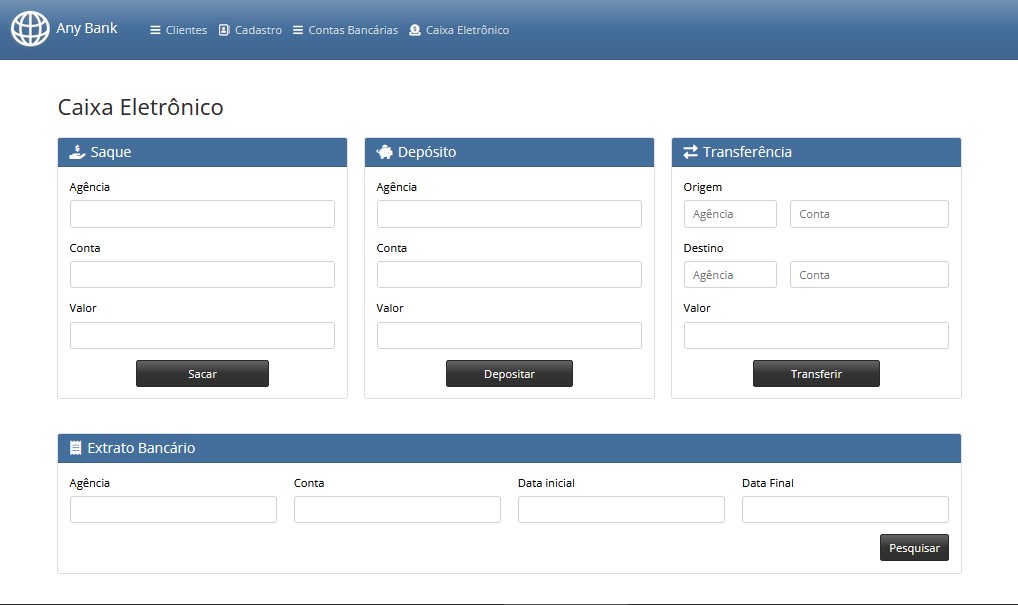 Any Bank
Clientes
Cadastro
Contas Bancárias
Caixa Eletrônico
Caixa Eletrônico
Saque
Agência
Conta
Valor
Sacar
Depósito
Agência
Conta
Valor
Depositar
Transferência
Origem
Agência
Conta
Destino
Agência
Conta
Valor
Transferir
Extrato Bancário
Agência
Conta
Data inicial
Data Final
Pesquisar